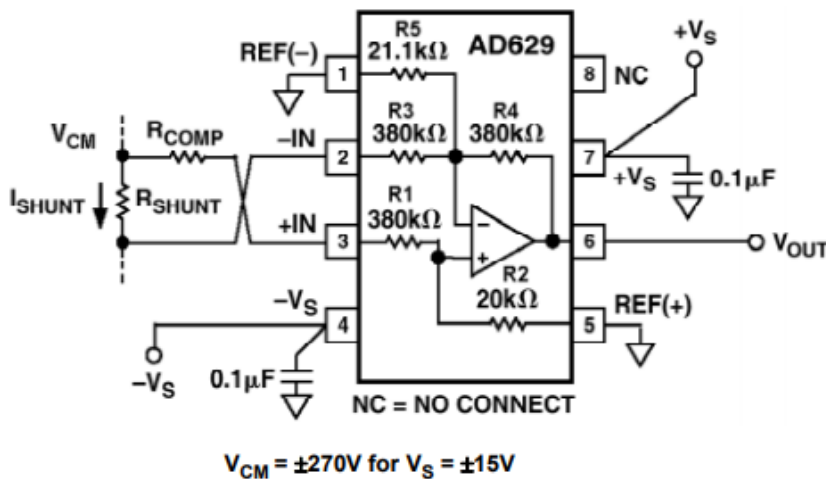 REF(–)
1
R5
21.1kΩ
AD629
8
NC
+VS
VCM
RCOMP
–IN
2
R3
380kΩ
R4
380kΩ
7
+VS
0.1µF
ISHUNT
RSHUNT
+IN
3
R1
380kΩ
–
+
6
VOUT
–VS
4
R2
20kΩ
5
REF(+)
–VS
0.1µF
NC = NO CONNECT
VCM = ±270V for VS = ±15V